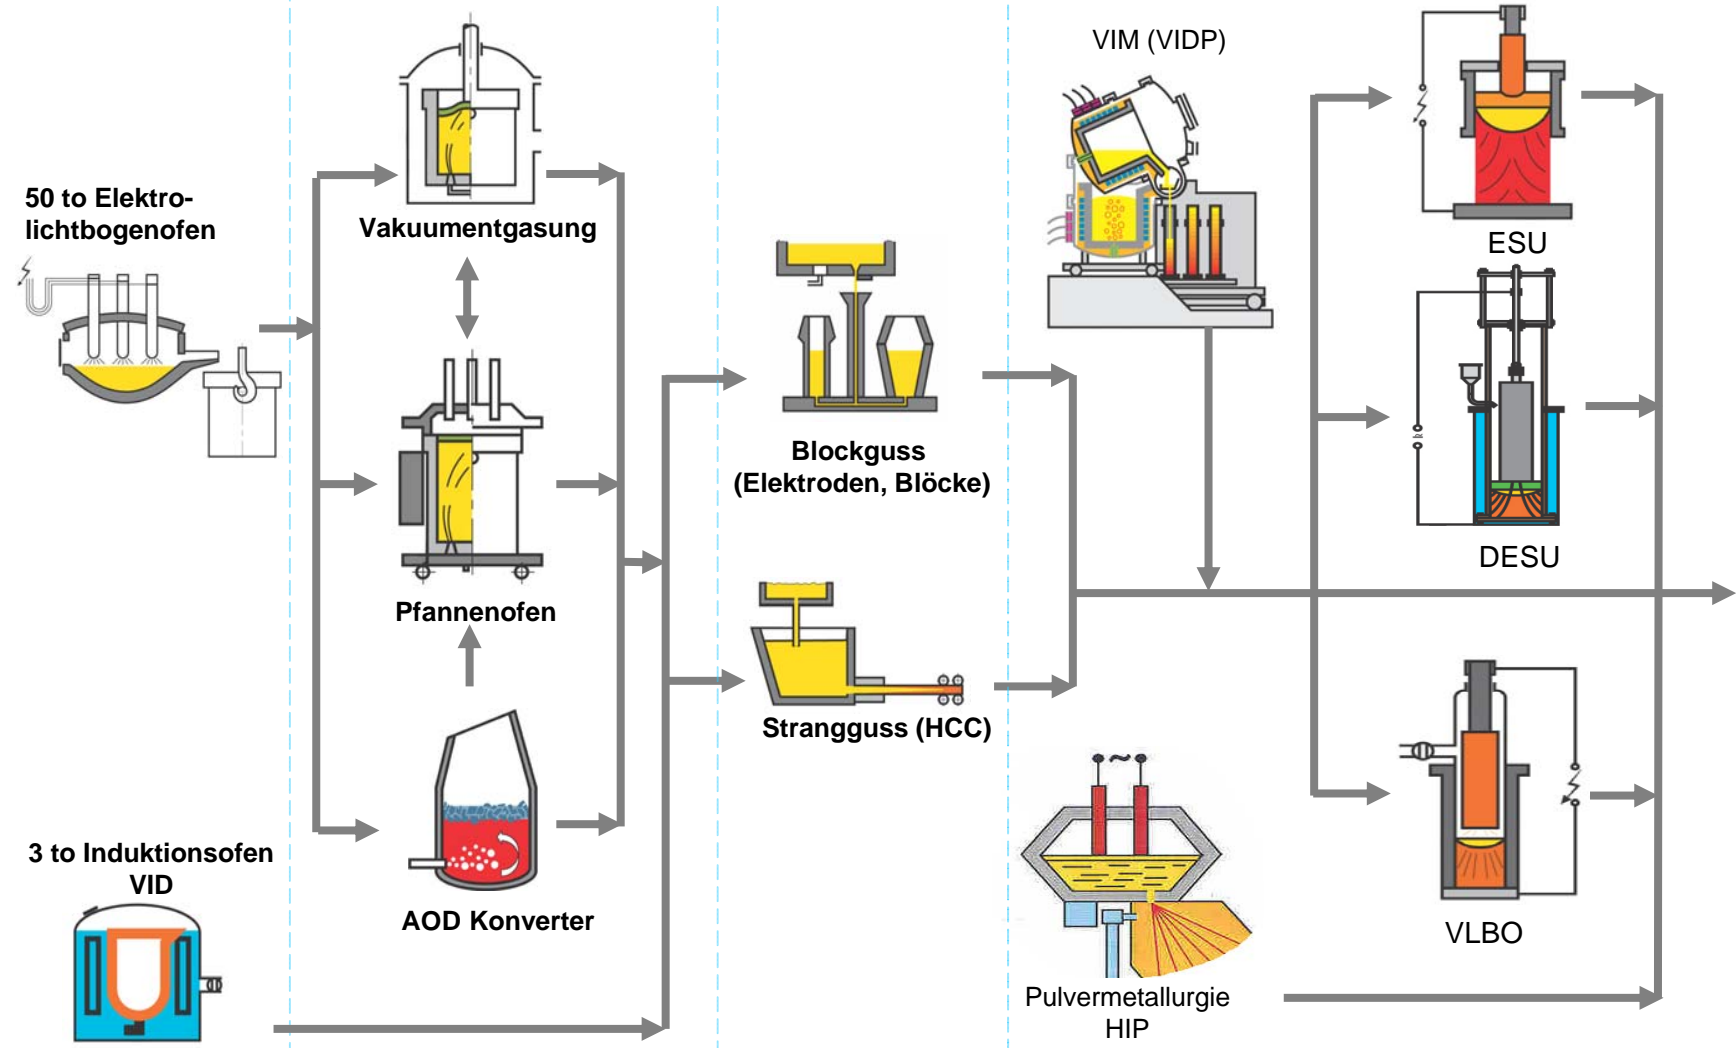 50 to Elektro-
lichtbogenofen
3 to Induktionsofen
VID
Vakuumentgasung
Pfannenofen
AOD Konverter
Blockguss
(Elektroden, Blöcke)
Strangguss (HCC)
VIM (VIDP)
Pulvermetallurgie
HIP
ESU
DESU
VLBO